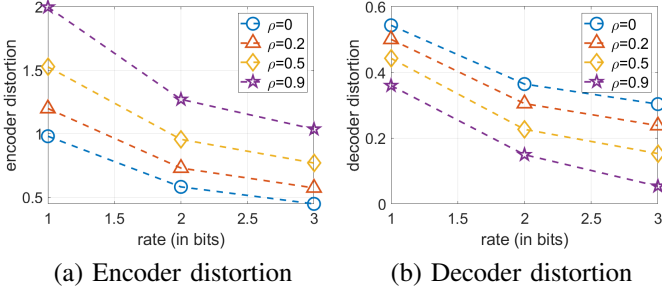 2
1.5
1
0.5
encoder distortion
ρ=0
ρ=0.2
ρ=0.5
ρ=0.9
1 1.5 2 2.5 3
rate (in bits)
(a) Encoder distortion
0.6
0.4
0.2
0
decoder distortion
ρ=0
ρ=0.2
ρ=0.5
ρ=0.9
1 1.5 2 2.5 3
rate (in bits)
(b) Decoder distortion